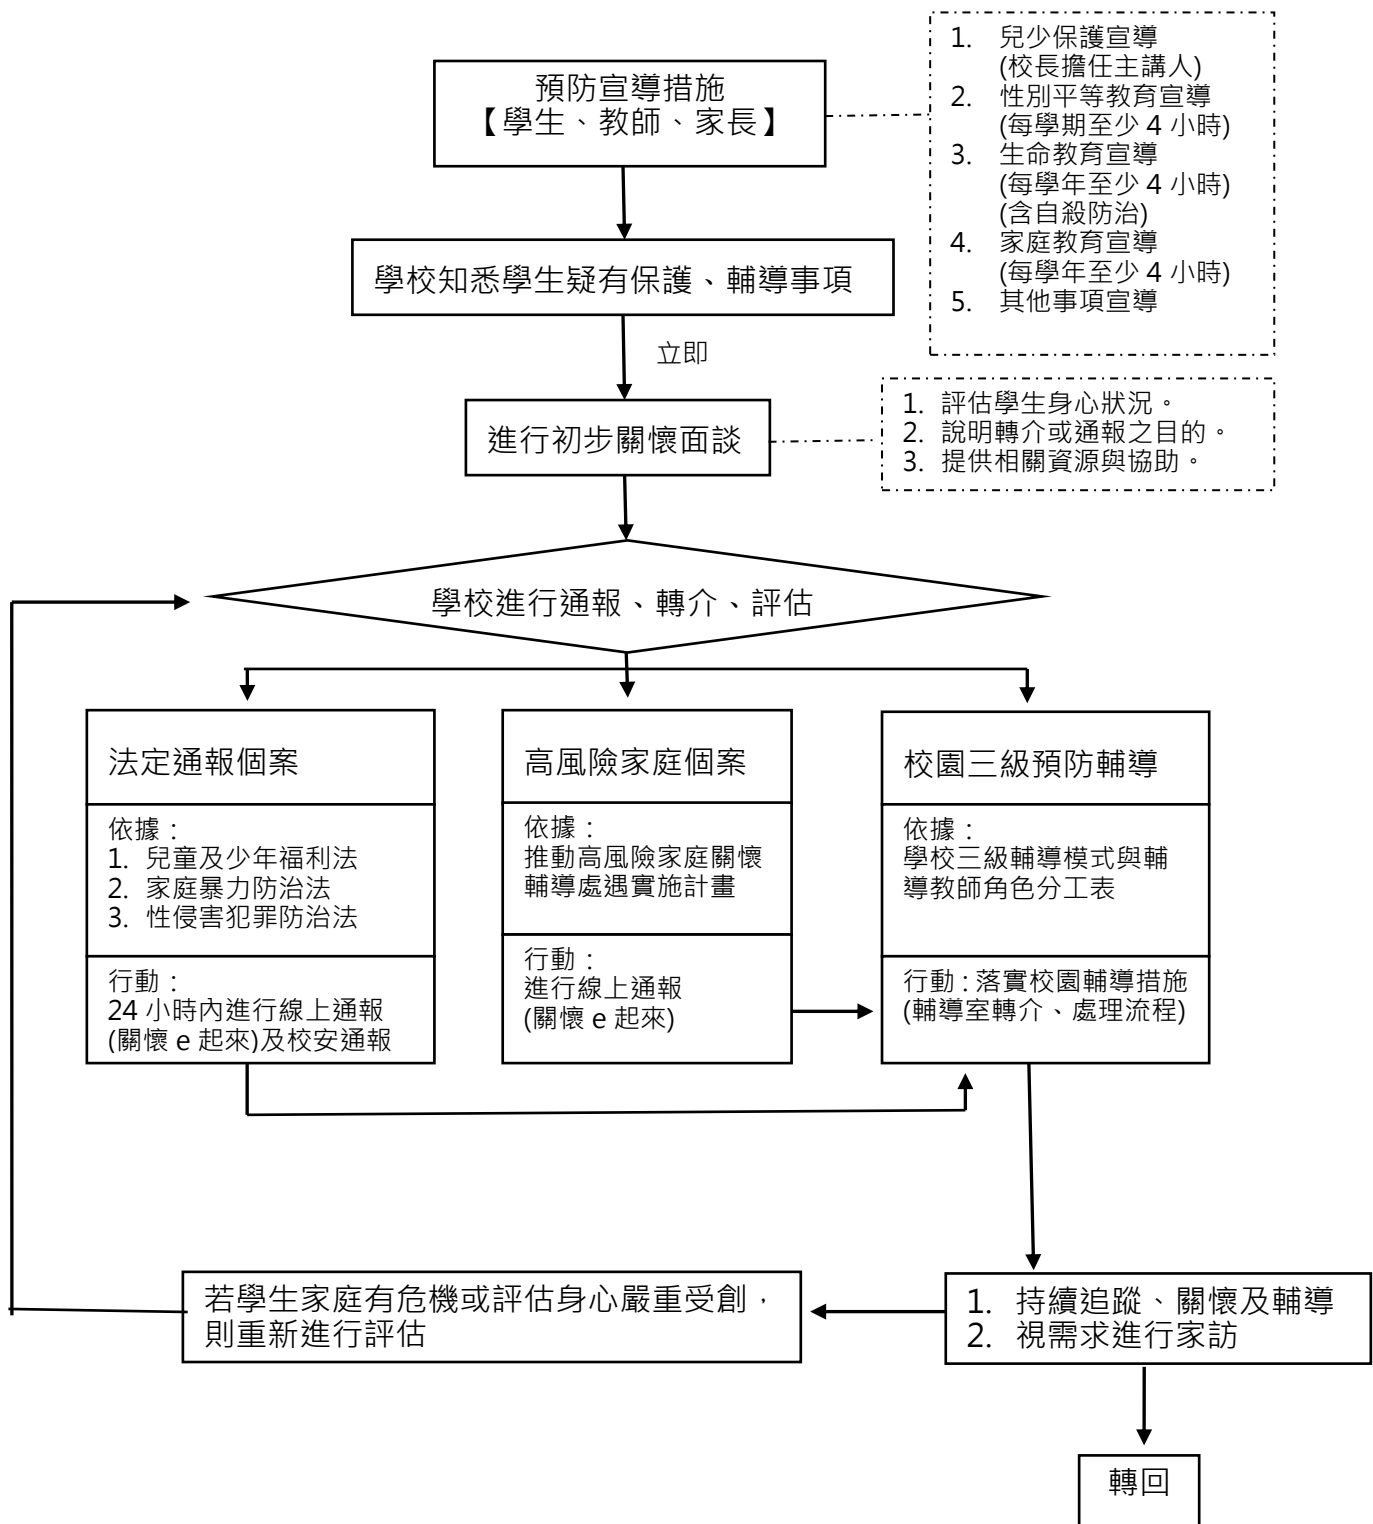 預防宣導措施
【學生、教師、家長】
1. 兒少保護宣導
(校長擔任主講人)
2. 性別平等教育宣導
(每學期至少 4 小時)
3. 生命教育宣導
(每學年至少 4 小時)
(含自殺防治)
4. 家庭教育宣導
(每學年至少 4 小時)
5. 其他事項宣導
學校知悉學生疑有保護、輔導事項
立即
進行初步關懷面談
1. 評估學生身心狀況。
2. 說明轉介或通報之目的。
3. 提供相關資源與協助。
學校進行通報、轉介、評估
法定通報個案
依據：
1. 兒童及少年福利法
2. 家庭暴力防治法
3. 性侵害犯罪防治法
行動：
24 小時內進行線上通報
(關懷 e 起來)及校安通報
高風險家庭個案
依據：
推動高風險家庭關懷
輔導處遇實施計畫
行動：
進行線上通報
(關懷 e 起來)
校園三級預防輔導
依據：
學校三級輔導模式與輔
導教師角色分工表
行動：落實校園輔導措施
(輔導室轉介、處理流程)
若學生家庭有危機或評估身心嚴重受創，
則重新進行評估
1. 持續追蹤、關懷及輔導
2. 視需求進行家訪
轉回